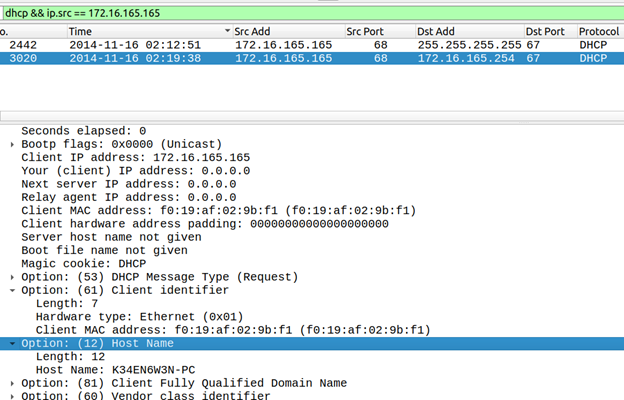 dhcp && ip.src == 172.16.165.165
o. Time Src Add Src Port Dst Add Dst Port Protocol
2442 2014-11-16 02:12:51 172.16.165.165 68 255.255.255.255 67 DHCP
3020 2014-11-16 02:19:38 172.16.165.165 68 172.16.165.254 67 DHCP
Seconds elapsed: 0
Bootp flags: 0x0000 (Unicast)
Client IP address: 172.16.165.165
Your (client) IP address: 0.0.0.0
Next server IP address: 0.0.0.0
Relay agent IP address: 0.0.0.0
Client MAC address: f0:19:af:02:9b:f1 (f0:19:af:02:9b:f1)
Client hardware address padding: 00000000000000000000
Server host name not given
Boot file name not given
Magic cookie: DHCP
Option: (53) DHCP Message Type (Request)
Option: (61) Client identifier
Length: 7
Hardware type: Ethernet (0x01)
Client MAC address: f0:19:af:02:9b:f1 (f0:19:af:02:9b:f1)
Option: (12) Host Name
Length: 12
Host Name: K34EN6W3N-PC
Option: (81) Client Fully Qualified Domain Name
Option: (60) Vendor class identifier